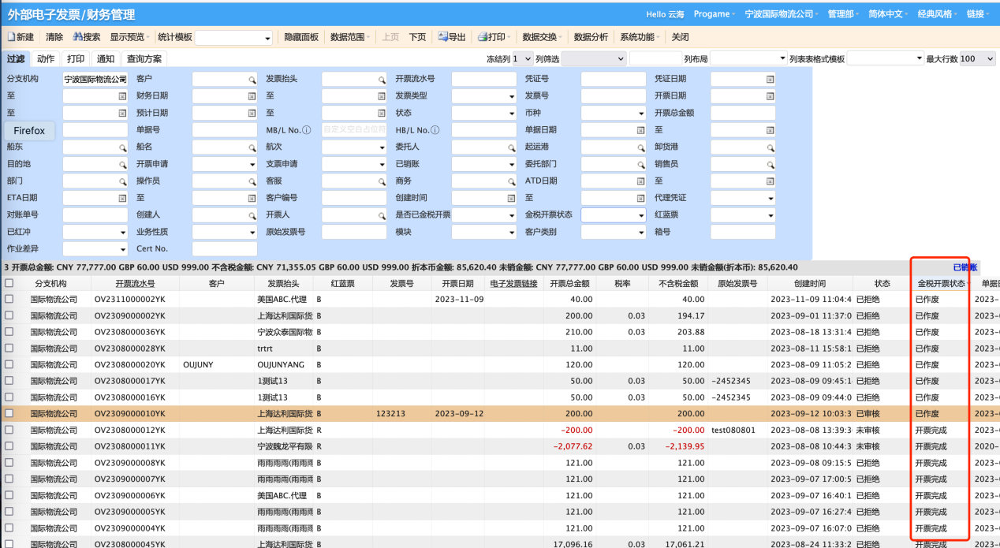 外部电子发票/财务管理 Hello 云海 Progame 宁波国际物流公司 管理部 简体中文 经典风格 链接
新建 清除 搜索 显示预览 统计模板 隐藏面板 数据范围 上页 下页 导出 打印 数据交换 数据分析 系统功能 关闭
过滤 动作 打印 通知 查询方案 冻结列 1 列筛选 列布局 列表表格式模板 最大行数 100
分支机构 宁波国际物流公司 客户 发票抬头 开票流水号 凭证号 凭证日期
至 财务日期 至 发票类型 发票号 开票日期
至 预计日期 至 状态 币种 开票总金额
Firefox 单据号 MB/L No. 自定义空白占位符 HB/L No. 单据日期 至
船东 船名 航次 委托人 起运港 卸货港
目的地 开票申请 支票申请 已销账 委托部门 销售员
部门 操作员 客服 商务 ATD日期 至
ETA日期 至 客户编号 创建时间 至 代理凭证
对账单号 创建人 开票人 是否已金税开票 金税开票状态 红蓝票
已红冲 业务性质 原始发票号 模块 客户类别 箱号
作业差异 Cert No.
3 开票总金额: CNY 77,777.00 GBP 60.00 USD 999.00 不含税金额: CNY 71,355.05 GBP 60.00 USD 999.00 折本币金额: 85,620.40 未销金额: CNY 77,777.00 GBP 60.00 USD 999.00 未销金额(折本币): 85,620.40 已销账
分支机构 开票流水号 客户 发票抬头 红蓝票 发票号 开票日期 电子发票链接 开票总金额 税率 不含税金额 原始发票号 创建时间 状态 金税开票状态 单据日
国际物流公司 OV2311000002YK 美国ABC.代理 B 2023-11-09 40.00 40.00 2023-11-09 11:04:4 已拒绝 已作废 2023-
国际物流公司 OV2309000002YK 上海达利国际货 B 200.00 0.03 194.17 2023-09-01 11:37:0 已拒绝 已作废 2023-
国际物流公司 OV2308000036YK 宁波众泰国际物 B 210.00 0.03 203.88 2023-08-18 13:31:4 已拒绝 已作废 2023-
国际物流公司 OV2308000028YK trtrt B 11.00 11.00 2023-08-11 15:58:1 已拒绝 已作废 2023-
国际物流公司 OV2308000020YK OUJUNY OUJUNYANG B 120.00 120.00 2023-08-09 11:05:2 已拒绝 已作废 2023-
国际物流公司 OV2308000017YK 1测试13 B 50.00 0.03 50.00 -2452345 2023-08-09 09:45:1 已拒绝 已作废 2023-
国际物流公司 OV2308000016YK 1测试13 B 50.00 0.03 50.00 -2452345 2023-08-09 09:44:0 已拒绝 已作废 2023-
国际物流公司 OV2309000010YK 上海达利国际货 B 123213 2023-09-12 200.00 200.00 2023-09-12 10:03:3 已审核 已作废 2023-
国际物流公司 OV2308000012YK 上海达利国际货 R -200.00 -200.00 test080801 2023-08-08 13:39:3 未审核 开票完成 2023-
国际物流公司 OV2308000011YK 宁波魏龙平有限 R -2,077.62 0.03 -2,139.95 2023-08-08 10:44:3 未审核 开票完成 2020-
国际物流公司 OV2309000008YK 雨雨雨雨(雨雨雨 B 121.00 121.00 2023-09-08 09:15:5 已拒绝 开票完成 2023-
国际物流公司 OV2309000007YK 雨雨雨雨(雨雨雨 B 121.00 121.00 2023-09-07 17:00:5 已拒绝 开票完成 2023-
国际物流公司 OV2309000006YK 美国ABC.代理 B 121.00 121.00 2023-09-07 16:40:1 已拒绝 开票完成 2023-
国际物流公司 OV2309000005YK 雨雨雨雨(雨雨雨 B 121.00 121.00 2023-09-07 16:27:4 已拒绝 开票完成 2023-
国际物流公司 OV2309000004YK 雨雨雨雨(雨雨雨 B 121.00 121.00 2023-09-07 16:07:0 已拒绝 开票完成 2023-
国际物流公司 OV2308000045YK 上海达利国际货 B 17,096.16 0.03 17,061.21 2023-08-24 11:33:2 已拒绝 开票完成 2023-